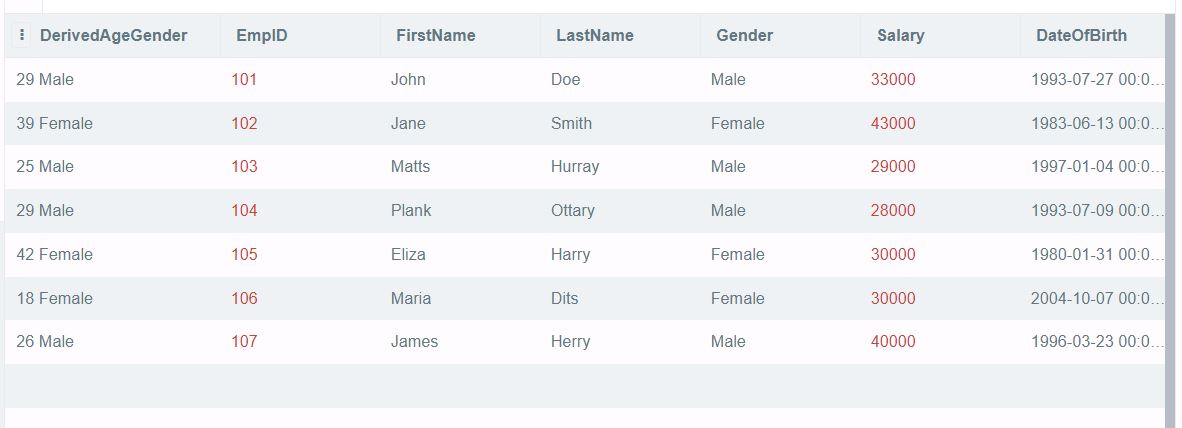 DerivedAgeGender EmpID FirstName LastName Gender Salary DateOfBirth
29 Male 101 John Doe Male 33000 1993-07-27 00:0...
39 Female 102 Jane Smith Female 43000 1983-06-13 00:0...
25 Male 103 Matts Hurray Male 29000 1997-01-04 00:0...
29 Male 104 Plank Ottary Male 28000 1993-07-09 00:0...
42 Female 105 Eliza Harry Female 30000 1980-01-31 00:0...
18 Female 106 Maria Dits Female 30000 2004-10-07 00:0...
26 Male 107 James Herry Male 40000 1996-03-23 00:0...